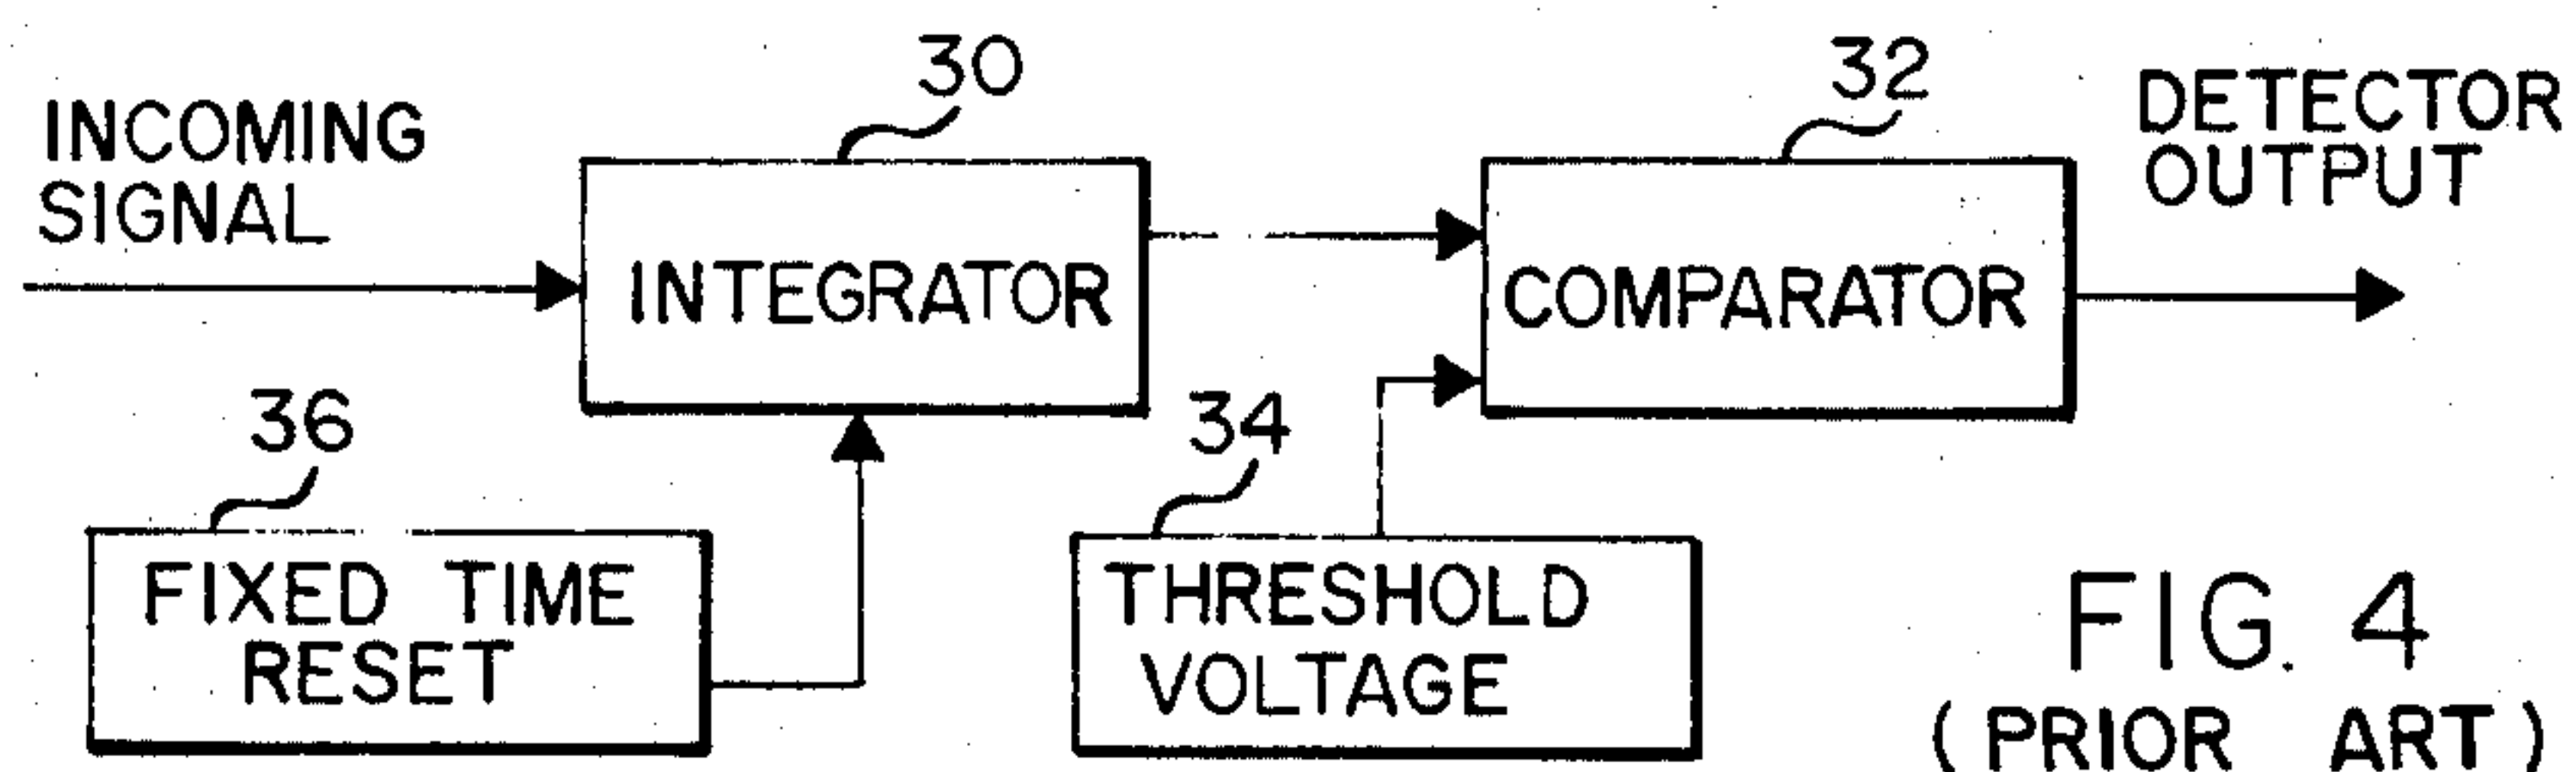 30
32
INCOMING
SIGNAL
DETECTOR
OUTPUT
INTEGRATOR
COMPARATOR
36
34
FIXED TIME
RESET
THRESHOLD
VOLTAGE
FIG. 4
(PRIOR ART)